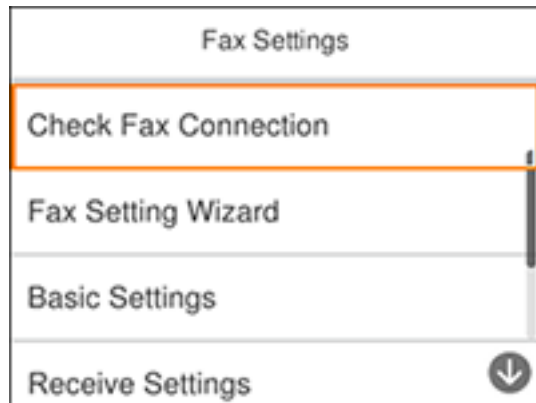 Fax Settings
Check Fax Connection
Fax Setting Wizard
Basic Settings
Receive Settings